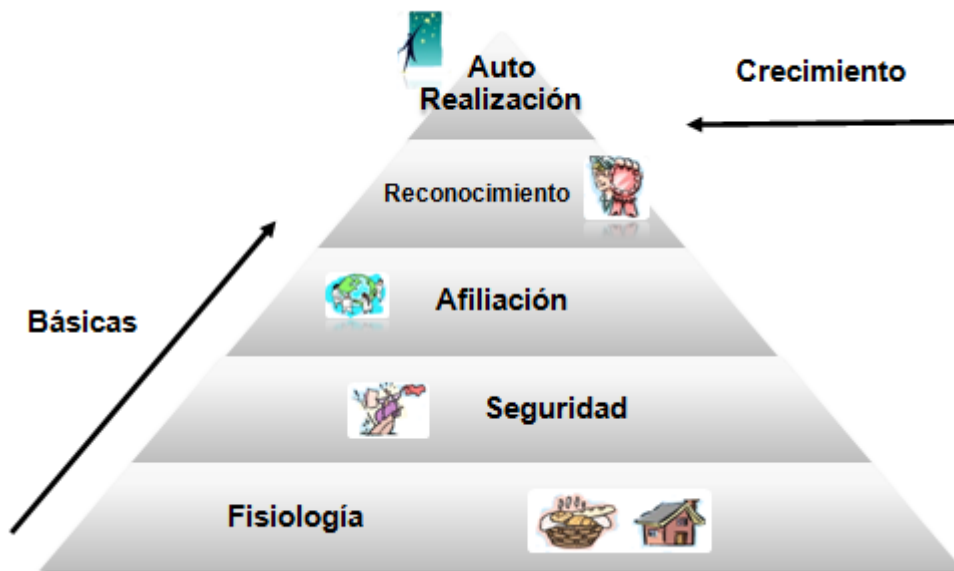 Auto
Realización
Crecimiento
Reconocimiento
Afiliación
Básicas
Seguridad
Fisiología